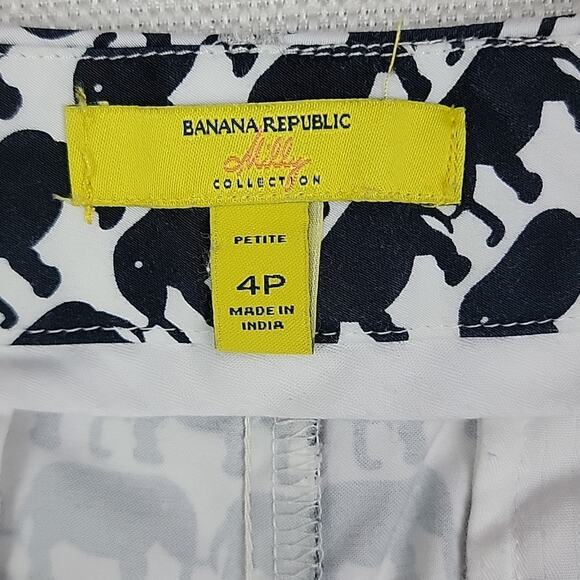 BANANA REPUBLIC
Milly
COLLECTION
PETITE
4P
MADE IN
INDIA